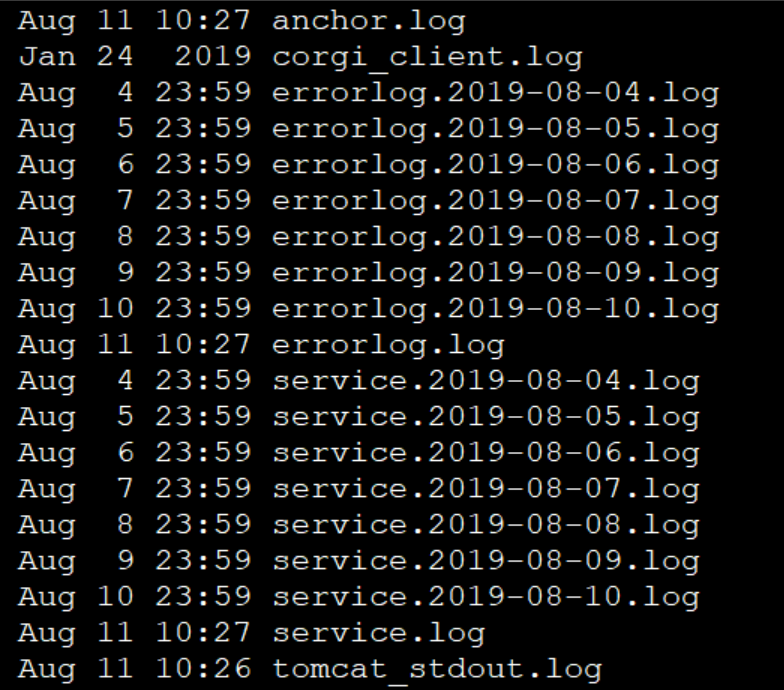 Aug 11 10:27 anchor.log
Jan 24  2019 corgi_client.log
Aug  4 23:59 errorlog.2019-08-04.log
Aug  5 23:59 errorlog.2019-08-05.log
Aug  6 23:59 errorlog.2019-08-06.log
Aug  7 23:59 errorlog.2019-08-07.log
Aug  8 23:59 errorlog.2019-08-08.log
Aug  9 23:59 errorlog.2019-08-09.log
Aug 10 23:59 errorlog.2019-08-10.log
Aug 11 10:27 errorlog.log
Aug  4 23:59 service.2019-08-04.log
Aug  5 23:59 service.2019-08-05.log
Aug  6 23:59 service.2019-08-06.log
Aug  7 23:59 service.2019-08-07.log
Aug  8 23:59 service.2019-08-08.log
Aug  9 23:59 service.2019-08-09.log
Aug 10 23:59 service.2019-08-10.log
Aug 11 10:27 service.log
Aug 11 10:26 tomcat_stdout.log